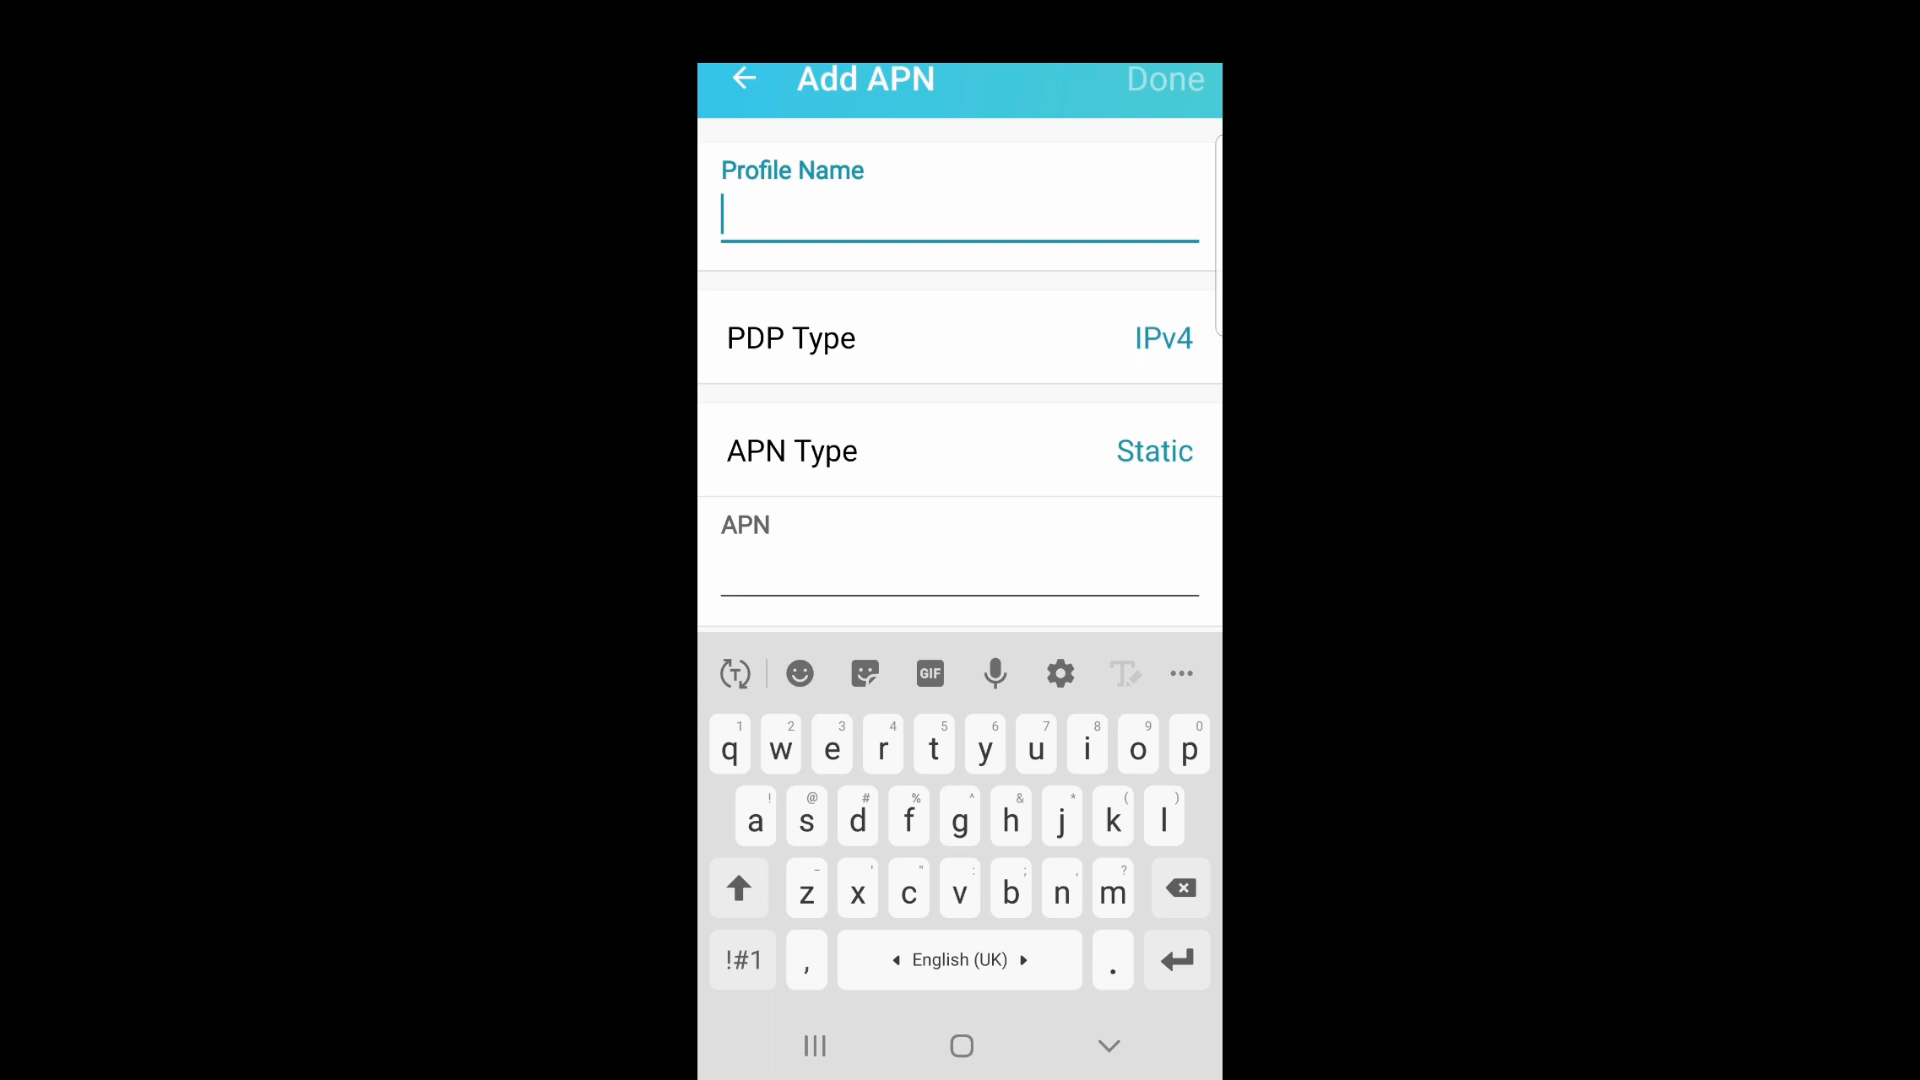 Add APN Done
Profile Name
PDP Type IPv4
APN Type Static
APN
T GIF T
1 2 3 4 5 6 7 8 9 0
q w e r t y u i o p
! @ # % ^ & * ( )
a s d f g h j k l
- ' " : ; , ?
z x c v b n m
!#1 , English (UK) .